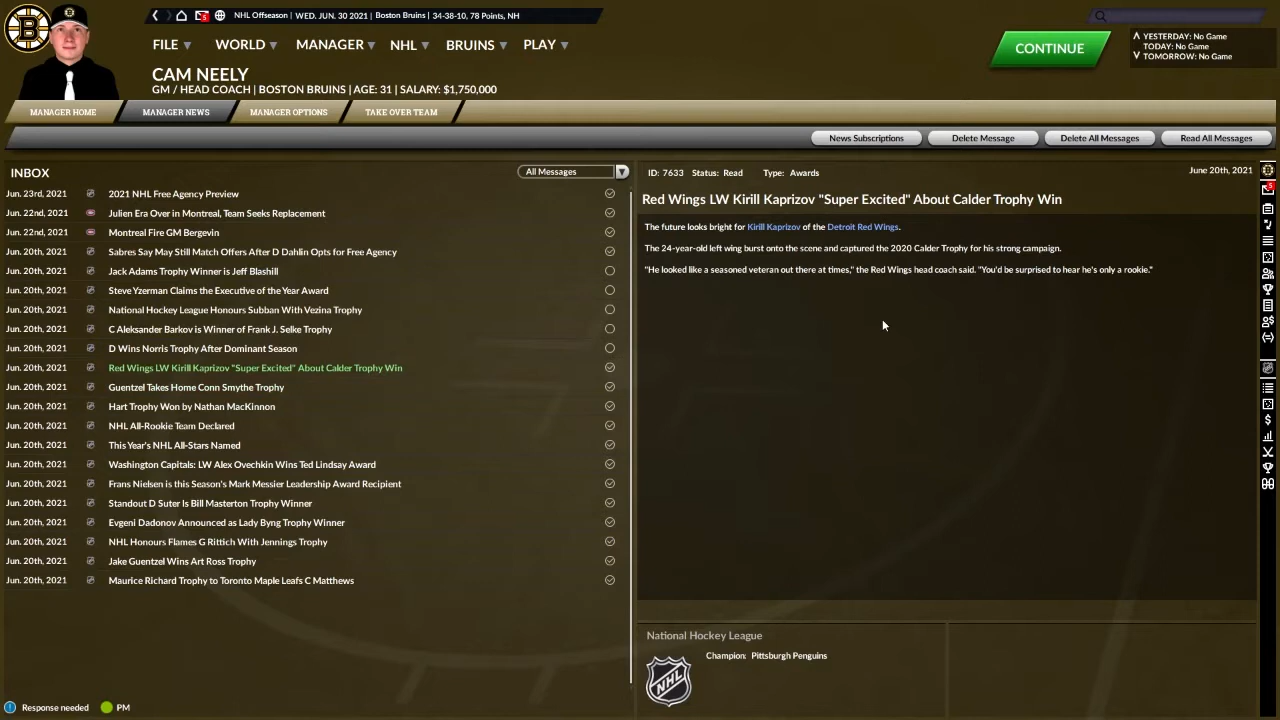 NHL Offseason | WED. JUN. 30 2021 | Boston Bruins | 34-38-10, 78 Points, NH
5
FILE WORLD MANAGER NHL BRUINS PLAY
CONTINUE
YESTERDAY: No Game
TODAY: No Game
TOMORROW: No Game
CAM NEELY
GM / HEAD COACH | BOSTON BRUINS | AGE: 31 | SALARY: $1,750,000
MANAGER HOME MANAGER NEWS MANAGER OPTIONS TAKE OVER TEAM
News Subscriptions Delete Message Delete All Messages Read All Messages
INBOX All Messages
Jun. 23rd, 2021 2021 NHL Free Agency Preview
Jun. 22nd, 2021 Julien Era Over in Montreal, Team Seeks Replacement
Jun. 22nd, 2021 Montreal Fire GM Bergevin
Jun. 20th, 2021 Sabres Say May Still Match Offers After D Dahlin Opts for Free Agency
Jun. 20th, 2021 Jack Adams Trophy Winner is Jeff Blashill
Jun. 20th, 2021 Steve Yzerman Claims the Executive of the Year Award
Jun. 20th, 2021 National Hockey League Honours Subban With Vezina Trophy
Jun. 20th, 2021 C Aleksander Barkov is Winner of Frank J. Selke Trophy
Jun. 20th, 2021 D Wins Norris Trophy After Dominant Season
Jun. 20th, 2021 Red Wings LW Kirill Kaprizov "Super Excited" About Calder Trophy Win
Jun. 20th, 2021 Guentzel Takes Home Conn Smythe Trophy
Jun. 20th, 2021 Hart Trophy Won by Nathan MacKinnon
Jun. 20th, 2021 NHL All-Rookie Team Declared
Jun. 20th, 2021 This Year's NHL All-Stars Named
Jun. 20th, 2021 Washington Capitals: LW Alex Ovechkin Wins Ted Lindsay Award
Jun. 20th, 2021 Frans Nielsen is this Season's Mark Messier Leadership Award Recipient
Jun. 20th, 2021 Standout D Suter Is Bill Masterton Trophy Winner
Jun. 20th, 2021 Evgeni Dadonov Announced as Lady Byng Trophy Winner
Jun. 20th, 2021 NHL Honours Flames G Rittich With Jennings Trophy
Jun. 20th, 2021 Jake Guentzel Wins Art Ross Trophy
Jun. 20th, 2021 Maurice Richard Trophy to Toronto Maple Leafs C Matthews
Response needed PM
ID: 7633 Status: Read Type: Awards June 20th, 2021
Red Wings LW Kirill Kaprizov "Super Excited" About Calder Trophy Win
The future looks bright for Kirill Kaprizov of the Detroit Red Wings.
The 24-year-old left wing burst onto the scene and captured the 2020 Calder Trophy for his strong campaign.
"He looked like a seasoned veteran out there at times," the Red Wings head coach said. "You'd be surprised to hear he's only a rookie."
National Hockey League
Champion: Pittsburgh Penguins
NHL